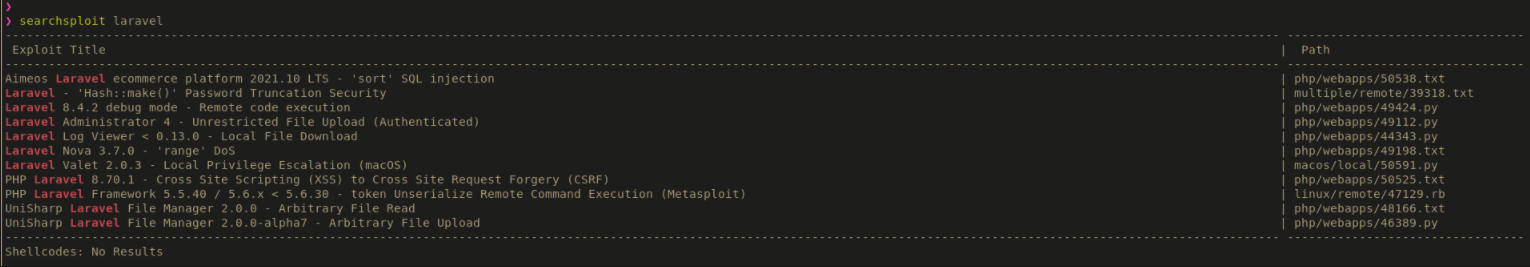 ❯
❯ searchsploit laravel
--------------------------------------------------------------------------------------------------------------------------------------------------------------------------------- ---------------------------------
Exploit Title | Path
--------------------------------------------------------------------------------------------------------------------------------------------------------------------------------- ---------------------------------
Aimeos Laravel ecommerce platform 2021.10 LTS - 'sort' SQL injection | php/webapps/50538.txt
Laravel - 'Hash::make()' Password Truncation Security | multiple/remote/39318.txt
Laravel 8.4.2 debug mode - Remote code execution | php/webapps/49424.py
Laravel Administrator 4 - Unrestricted File Upload (Authenticated) | php/webapps/49112.py
Laravel Log Viewer < 0.13.0 - Local File Download | php/webapps/44343.py
Laravel Nova 3.7.0 - 'range' DoS | php/webapps/49198.txt
Laravel Valet 2.0.3 - Local Privilege Escalation (macOS) | macos/local/50591.py
PHP Laravel 8.70.1 - Cross Site Scripting (XSS) to Cross Site Request Forgery (CSRF) | php/webapps/50525.txt
PHP Laravel Framework 5.5.40 / 5.6.x < 5.6.30 - token Unserialize Remote Command Execution (Metasploit) | linux/remote/47129.rb
UniSharp Laravel File Manager 2.0.0 - Arbitrary File Read | php/webapps/48166.txt
UniSharp Laravel File Manager 2.0.0-alpha7 - Arbitrary File Upload | php/webapps/46389.py
--------------------------------------------------------------------------------------------------------------------------------------------------------------------------------- ---------------------------------
Shellcodes: No Results